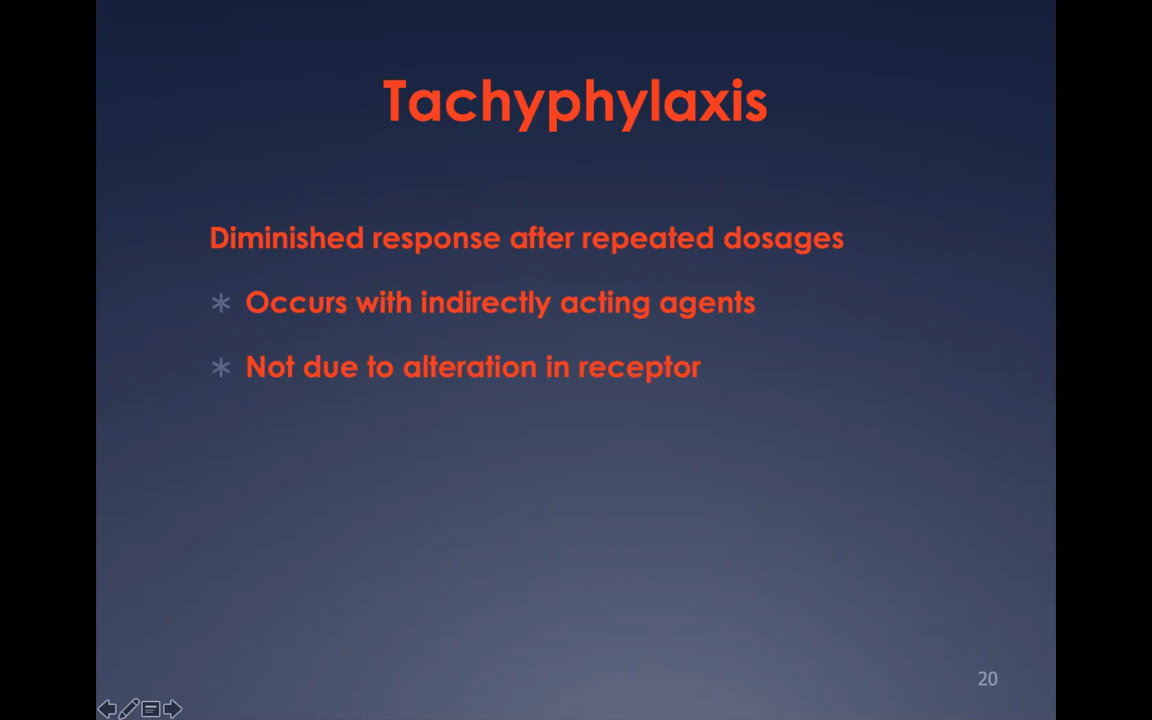 Tachyphylaxis
Diminished response after repeated dosages
* Occurs with indirectly acting agents
* Not due to alteration in receptor
20